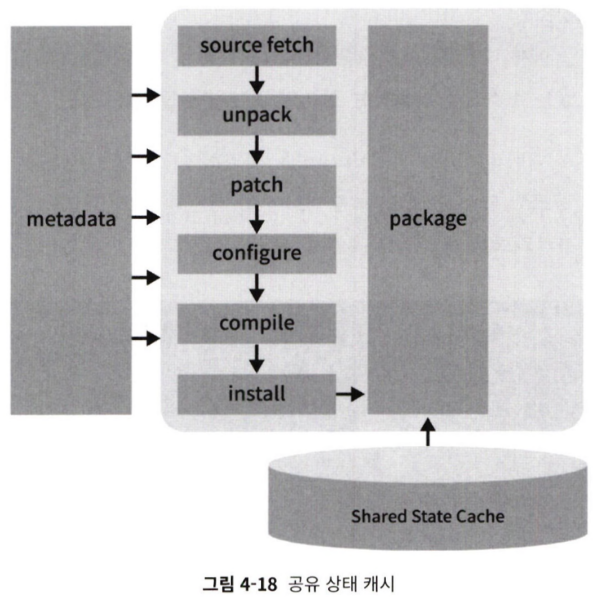 metadata
source fetch
unpack
patch
configure
compile
install
package
Shared State Cache
그림 4-18 공유 상태 캐시